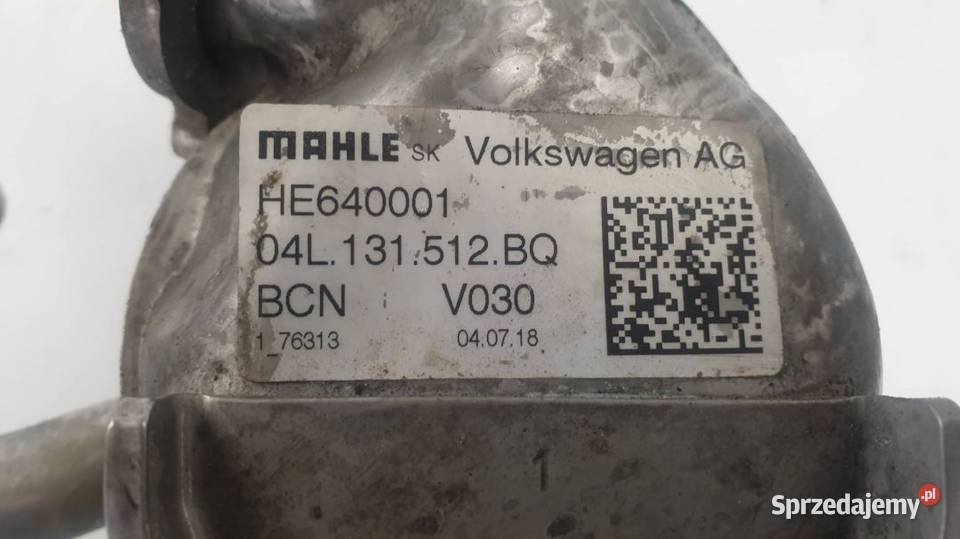 MAHLE SK Volkswagen AG
HE640001
04L.131.512.BQ
BCN V030
1_76313 04.07.18
1
Sprzedajemy.pl